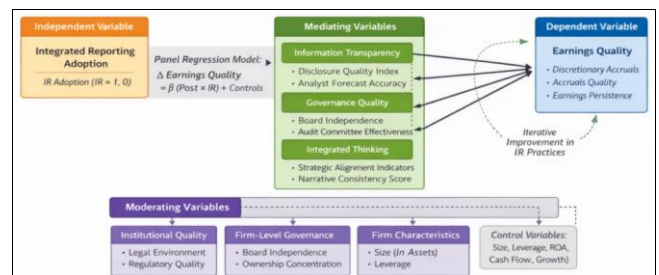 Independent Variable
Integrated Reporting
Adoption
IR Adoption (IR = 1, 0)
Panel Regression Model:
Δ Earnings Quality
= β (Post × IR) + Controls
Mediating Variables
Information Transparency
• Disclosure Quality Index
• Analyst Forecast Accuracy
Governance Quality
• Board Independence
• Audit Committee Effectiveness
Integrated Thinking
• Strategic Alignment Indicators
• Narrative Consistency Score
Dependent Variable
Earnings Quality
• Discretionary Accruals
• Accruals Quality
• Earnings Persistence
Iterative
Improvement in
IR Practices
Moderating Variables
Institutional Quality
• Legal Environment
• Regulatory Quality
Firm-Level Governance
• Board Independence
• Ownership Concentration
Firm Characteristics
• Size (In Assets)
• Leverage
Control Variables:
Size, Leverage, ROA,
Cash Flow, Growth)